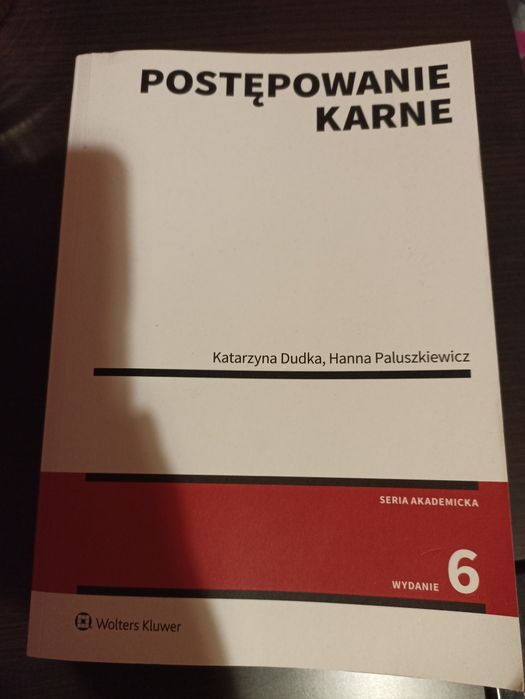 POSTĘPOWANIE
KARNE
Katarzyna Dudka, Hanna Paluszkiewicz
SERIA AKADEMICKA
WYDANIE 6
Wolters Kluwer